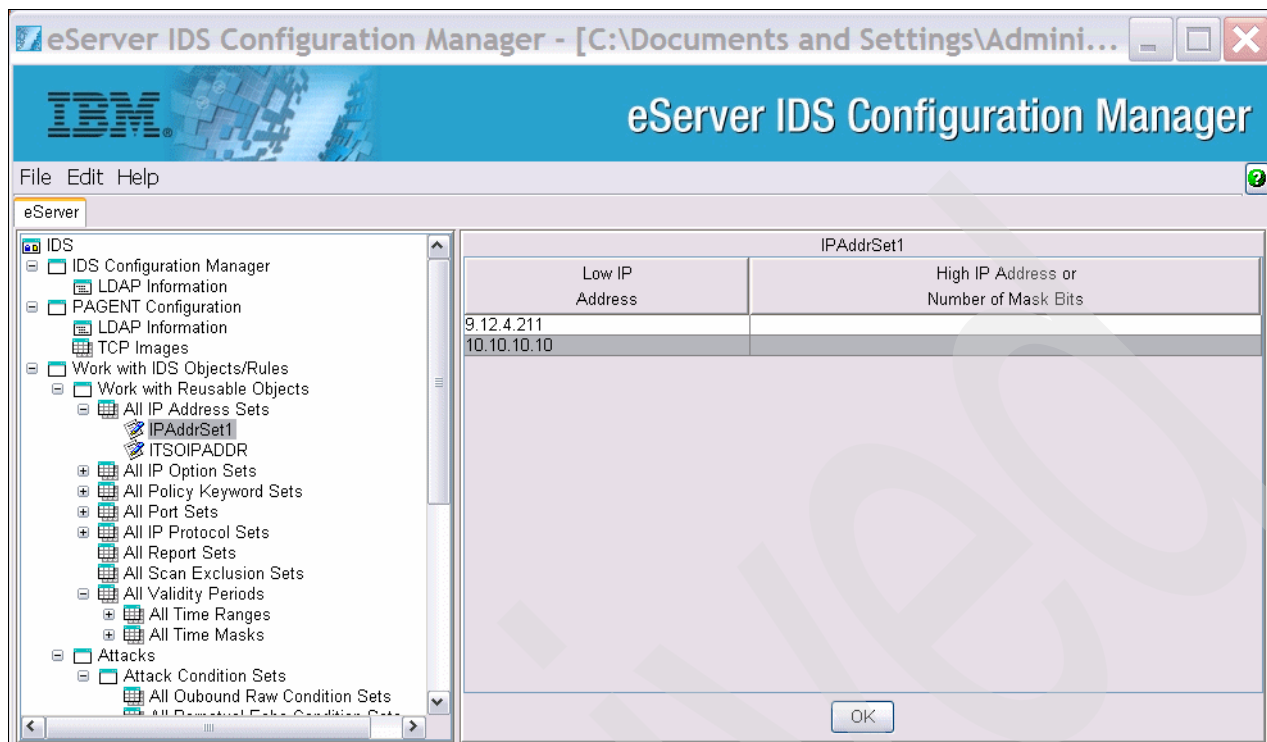 eServer IDS Configuration Manager - [C:\Documents and Settings\Admini...
IBM®
eServer IDS Configuration Manager
File Edit Help
eServer
IDS
IDS Configuration Manager
LDAP Information
PAGENT Configuration
LDAP Information
TCP Images
Work with IDS Objects/Rules
Work with Reusable Objects
All IP Address Sets
IPAddrSet1
ITSOIPADDR
All IP Option Sets
All Policy Keyword Sets
All Port Sets
All IP Protocol Sets
All Report Sets
All Scan Exclusion Sets
All Validity Periods
All Time Ranges
All Time Masks
Attacks
Attack Condition Sets
All Oubound Raw Condition Sets
All Perpetual Echo Condition Sets
IPAddrSet1
Low IP Address
High IP Address or Number of Mask Bits
9.12.4.211
10.10.10.10
OK